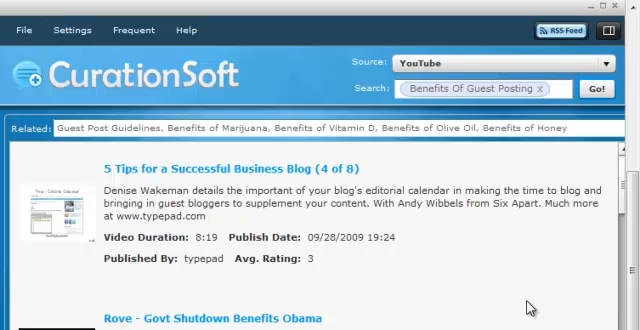 File Settings Frequent Help RSS Feed
CurationSoft
Source: YouTube
Search: Benefits Of Guest Posting x Go!
Related: Guest Post Guidelines, Benefits of Marijuana, Benefits of Vitamin D, Benefits of Olive Oil, Benefits of Honey
5 Tips for a Successful Business Blog (4 of 8)
Denise Wakeman details the important of your blog's editorial calendar in making the time to blog and
bringing in guest bloggers to supplement your content. With Andy Wibbels from Six Apart. Much more
at www.typepad.com
Video Duration: 8:19 Publish Date: 09/28/2009 19:24
Published By: typepad Avg. Rating: 3
Rove - Govt Shutdown Benefits Obama